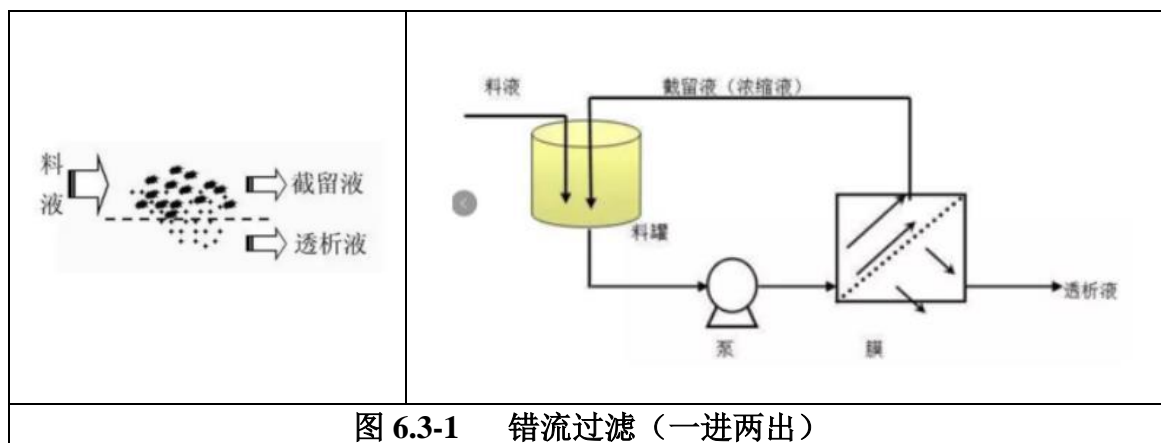 料
液
截留液
透析液
料液
截留液（浓缩液）
料罐
透析液
泵
膜
图 6.3-1 错流过滤（一进两出）